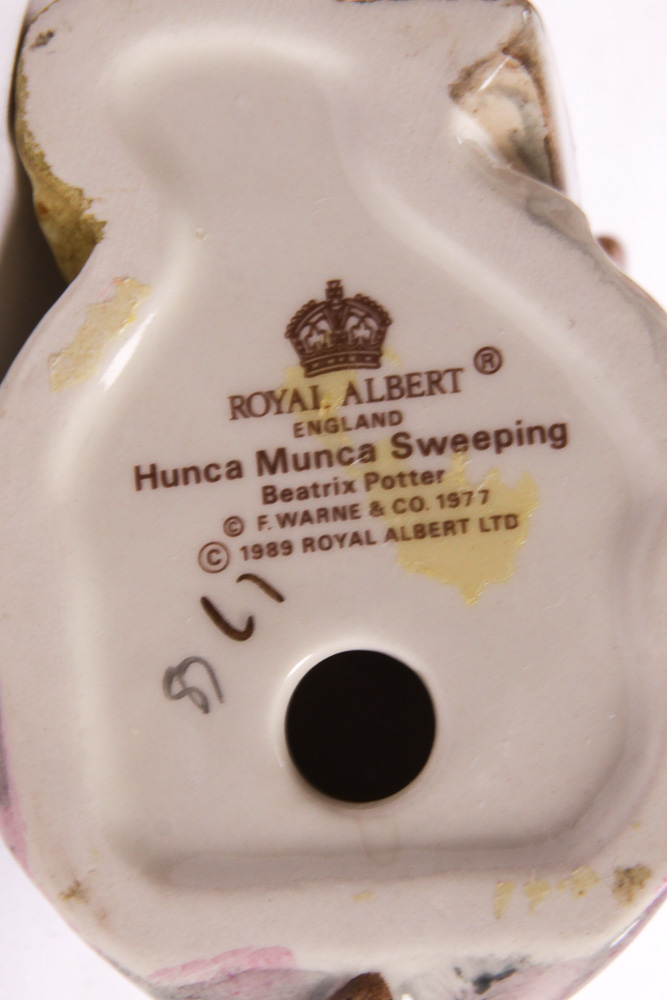 ROYAL ALBERT ®
ENGLAND
Hunca Munca Sweeping
Beatrix Potter
© F. WARNE & CO. 1977
© 1989 ROYAL ALBERT LTD